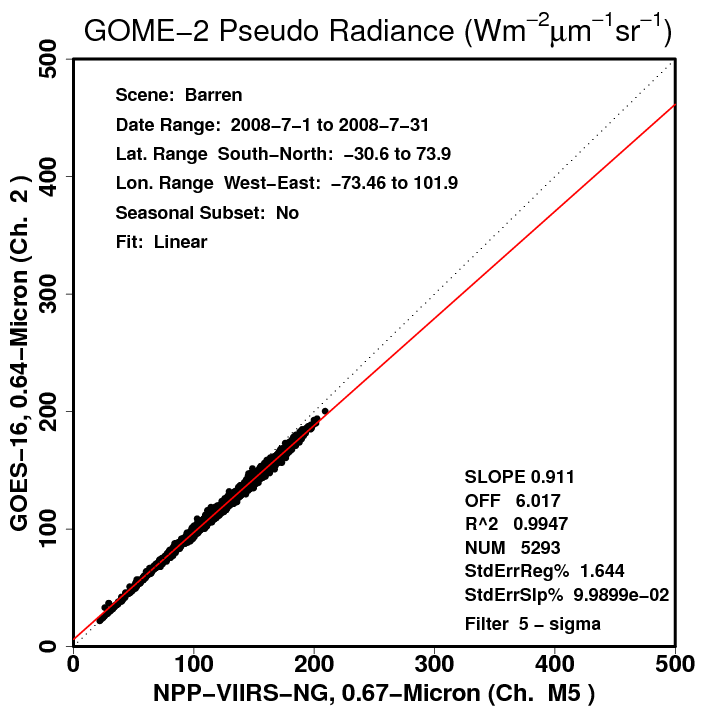 GOME−2 Pseudo Radiance (Wm−2μm−1sr−1)
500
400
300
200
100
0
GOES−16, 0.64−Micron (Ch.  2 )
Scene:  Barren
Date Range:  2008−7−1 to 2008−7−31
Lat. Range  South−North:  −30.6 to 73.9
Lon. Range  West−East:  −73.46 to 101.9
Seasonal Subset:  No
Fit:  Linear
SLOPE 0.911
OFF   6.017
R^2   0.9947
NUM   5293
StdErrReg%  1.644
StdErrSlp%  9.9899e−02
Filter  5 − sigma
0 100 200 300 400 500
NPP−VIIRS−NG, 0.67−Micron (Ch.  M5 )